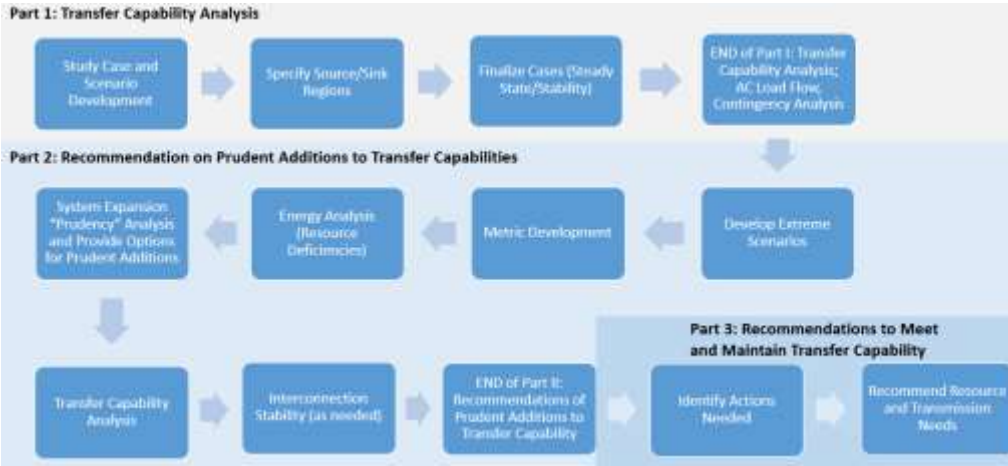 Part 1: Transfer Capability Analysis
Study Case and
Scenario
Development
Specify Source/Sink
Regions
Finalize Cases (Steady
State/Stability)
END of Part I: Transfer
Capability Analysis;
AC Load Flow,
Contingency Analysis
Part 2: Recommendation on Prudent Additions to Transfer Capabilities
System Expansion
"Prudency" Analysis
and Provide Options
for Prudent Additions
Energy Analysis
(Resource
Deficiencies)
Metric Development
Develop Extreme
Scenarios
Part 3: Recommendations to Meet
and Maintain Transfer Capability
Transfer Capability
Analysis
Interconnection
Stability (as needed)
END of Part II:
Recommendations of
Prudent Additions to
Transfer Capability
Identify Actions
Needed
Recommend Resource
and Transmission
Needs